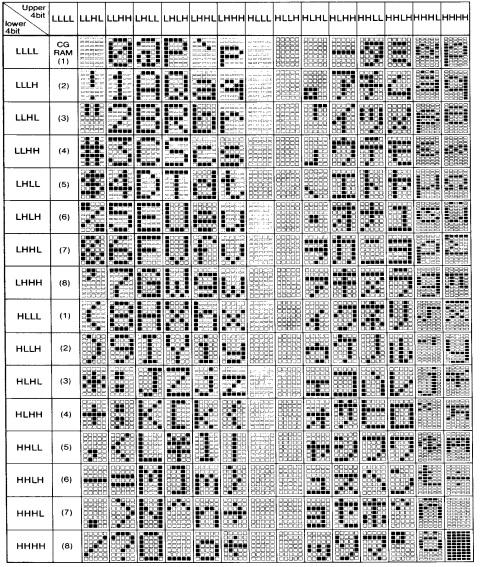 Upper 4bit
lower 4bit
LLLL LLHL LLHH LHLL LHLH LHHL LHHH HLLL HLLH HLHL HLHH HHLL HHLH HHHL HHHH
LLLL CG RAM (1) 0 @ P ` p ー タ ミ
LLLH (2) ! 1 A Q a q 。 ア チ ム
LLHL (3) " 2 B R b r 「 イ ツ メ
LLHH (4) # 3 C S c s 」 ウ テ モ
LHLL (5) $ 4 D T d t 、 エ ト ヤ
LHLH (6) % 5 E U e u ・ オ ナ ユ
LHHL (7) & 6 F V f v ヲ カ ニ ヨ
LHHH (8) ' 7 G W g w ァ キ ヌ ラ
HLLL (1) ( 8 H X h x ィ ク ネ リ
HLLH (2) ) 9 I Y i y ゥ ケ ノ ル
HLHL (3) * : J Z j z ェ コ ハ レ
HLHH (4) + ; K [ k { ォ サ ヒ ロ
HHLL (5) , < L ¥ l | ャ シ フ ワ
HHLH (6) - = M ] m } ュ ス ヘ ン
HHHL (7) . > N ^ n → ョ セ ホ ゛
HHHH (8) / ? O _ o ← ッ ソ マ ゜